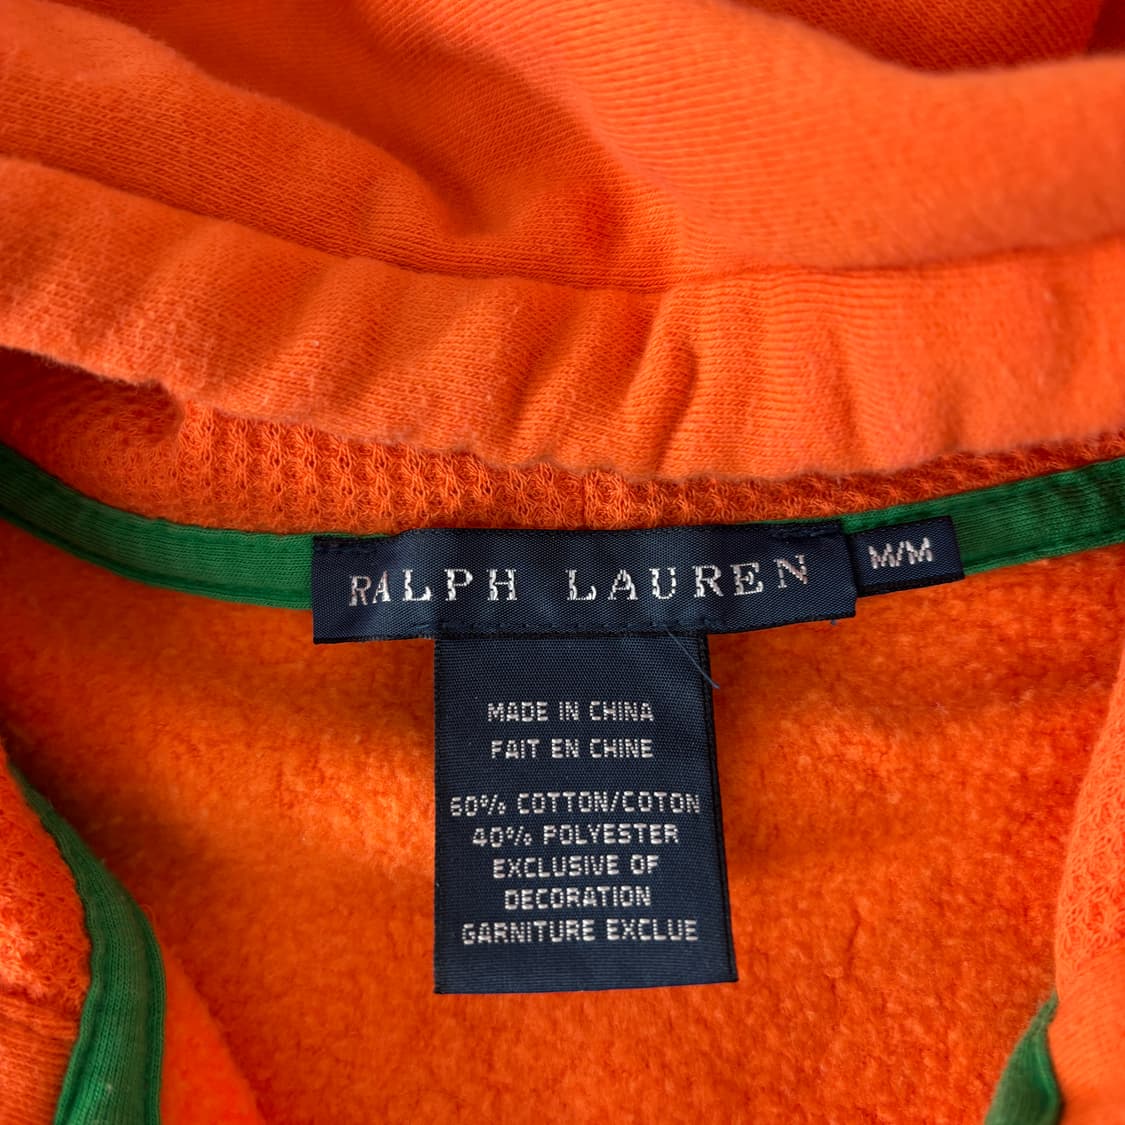 RALPH LAUREN
M/M
MADE IN CHINA
FAIT EN CHINE
60% COTTON/COTON
40% POLYESTER
EXCLUSIVE OF
DECORATION
GARNITURE EXCLUE